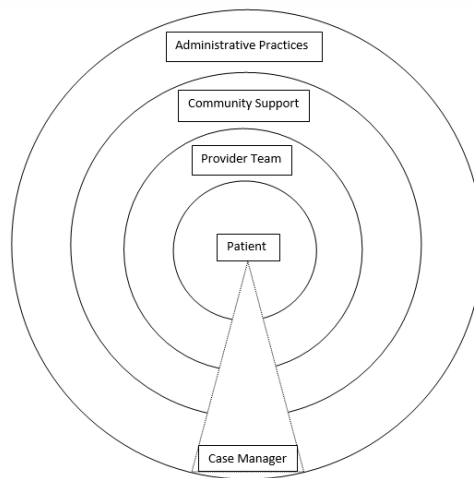 Administrative Practices
Community Support
Provider Team
Patient
Case Manager